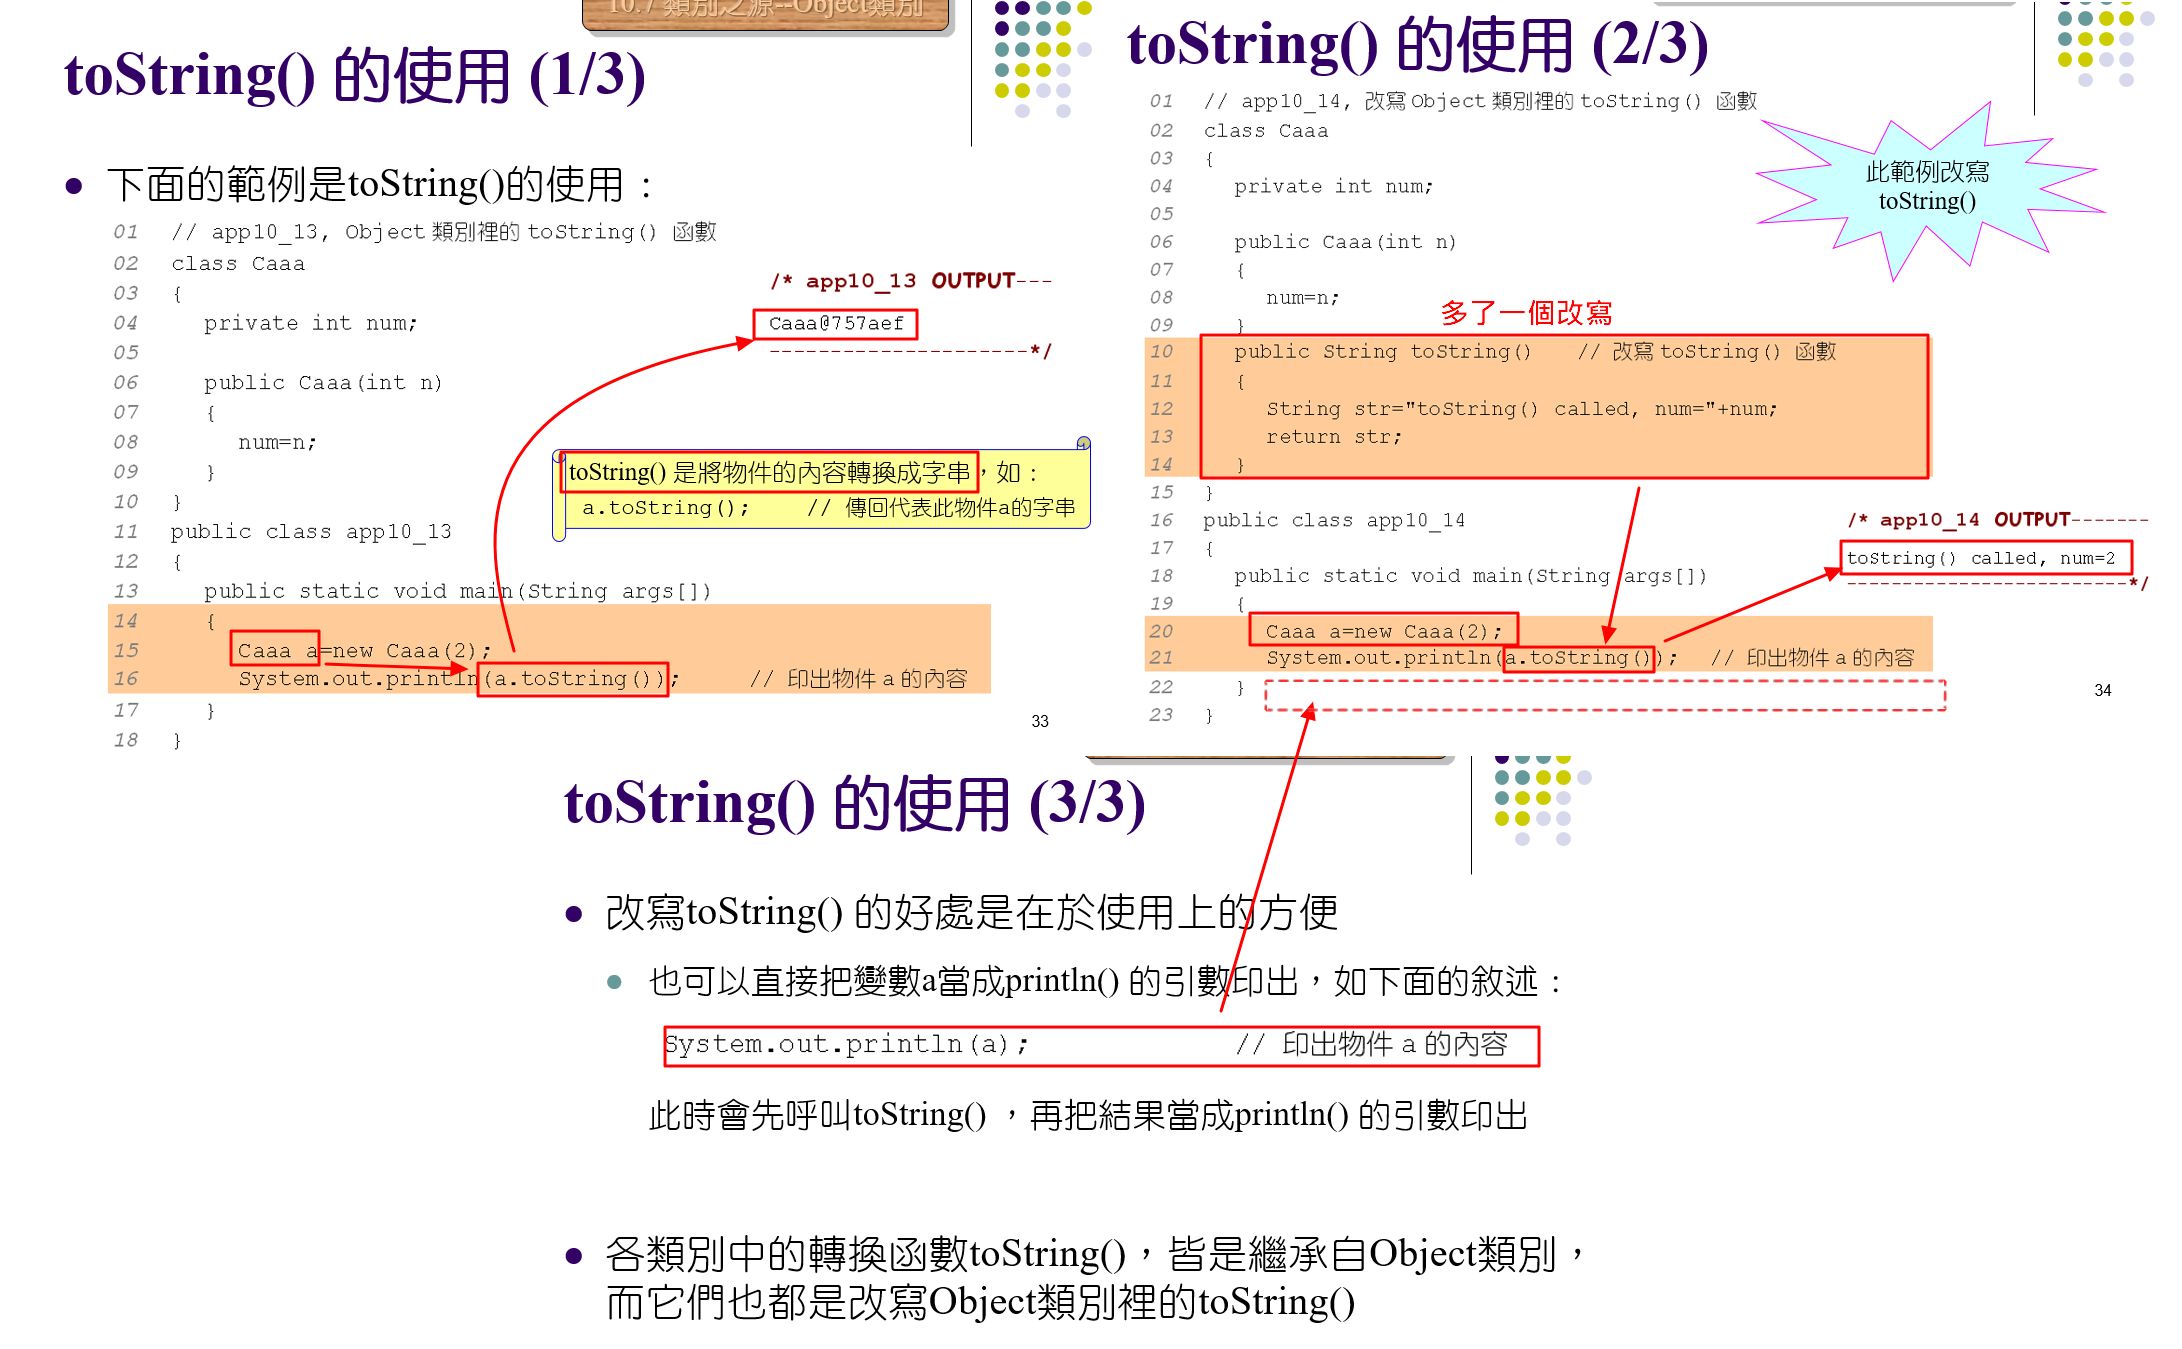 10.7 類別之源--Object類別
toString() 的使用 (1/3)
下面的範例是toString()的使用：
01 // app10_13, Object 類別裡的 toString() 函數
02 class Caaa
03 {
04 private int num;
05
06 public Caaa(int n)
07 {
08 num=n;
09 }
10 }
11 public class app10_13
12 {
13 public static void main(String args[])
14 {
15 Caaa a=new Caaa(2);
16 System.out.println(a.toString()); // 印出物件 a 的內容
17 }
18 }
/* app10_13 OUTPUT---
Caaa@757aef
---------------------*/
toString() 是將物件的內容轉換成字串，如：
a.toString(); // 傳回代表此物件a的字串
33
toString() 的使用 (2/3)
01 // app10_14, 改寫 Object 類別裡的 toString() 函數
02 class Caaa
03 {
04 private int num;
05
06 public Caaa(int n)
07 {
08 num=n;
09 }
10 public String toString() // 改寫 toString() 函數
11 {
12 String str="toString() called, num="+num;
13 return str;
14 }
15 }
16 public class app10_14
17 {
18 public static void main(String args[])
19 {
20 Caaa a=new Caaa(2);
21 System.out.println(a.toString()); // 印出物件 a 的內容
22 }
23 }
此範例改寫
toString()
多了一個改寫
/* app10_14 OUTPUT-------
toString() called, num=2
-------------------------*/
34
toString() 的使用 (3/3)
改寫toString() 的好處是在於使用上的方便
也可以直接把變數a當成println() 的引數印出，如下面的敘述：
System.out.println(a); // 印出物件 a 的內容
此時會先呼叫toString() ，再把結果當成println() 的引數印出
各類別中的轉換函數toString()，皆是繼承自Object類別，
而它們也都是改寫Object類別裡的toString()